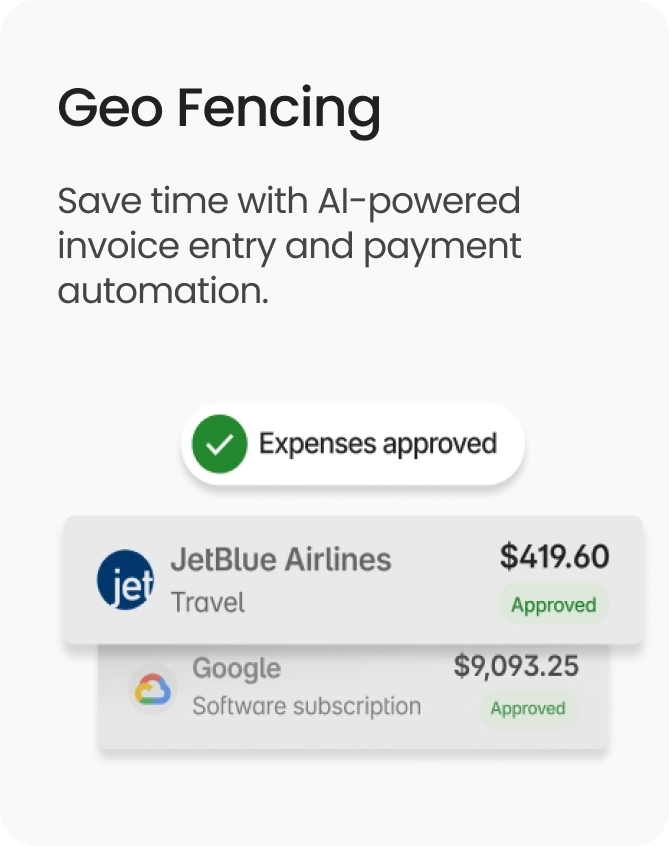 Geo Fencing
Save time with AI-powered
invoice entry and payment
automation.
Expenses approved
jet
JetBlue Airlines
$419.60
Travel
Approved
Google
$9,093.25
Software subscription
Approved